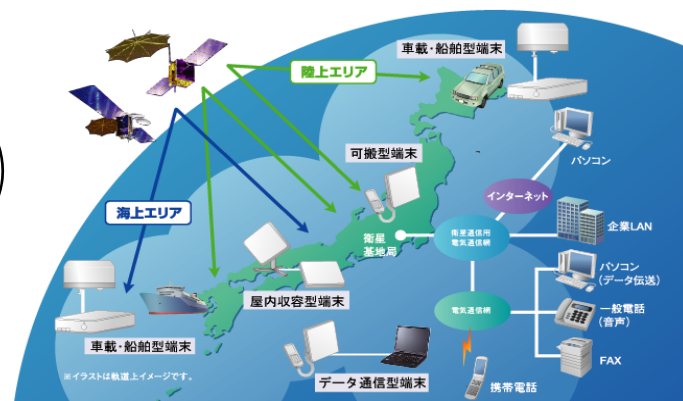 車載・船舶型端末
陸上エリア
可搬型端末
パソコン
インターネット
海上エリア
衛星
基地局
衛星通信用
電気通信網
企業LAN
パソコン
(データ伝送)
屋内収容型端末
電気通信網
一般電話
(音声)
車載・船舶型端末
FAX
※イラストは軌道上イメージです。
データ通信型端末
携帯電話